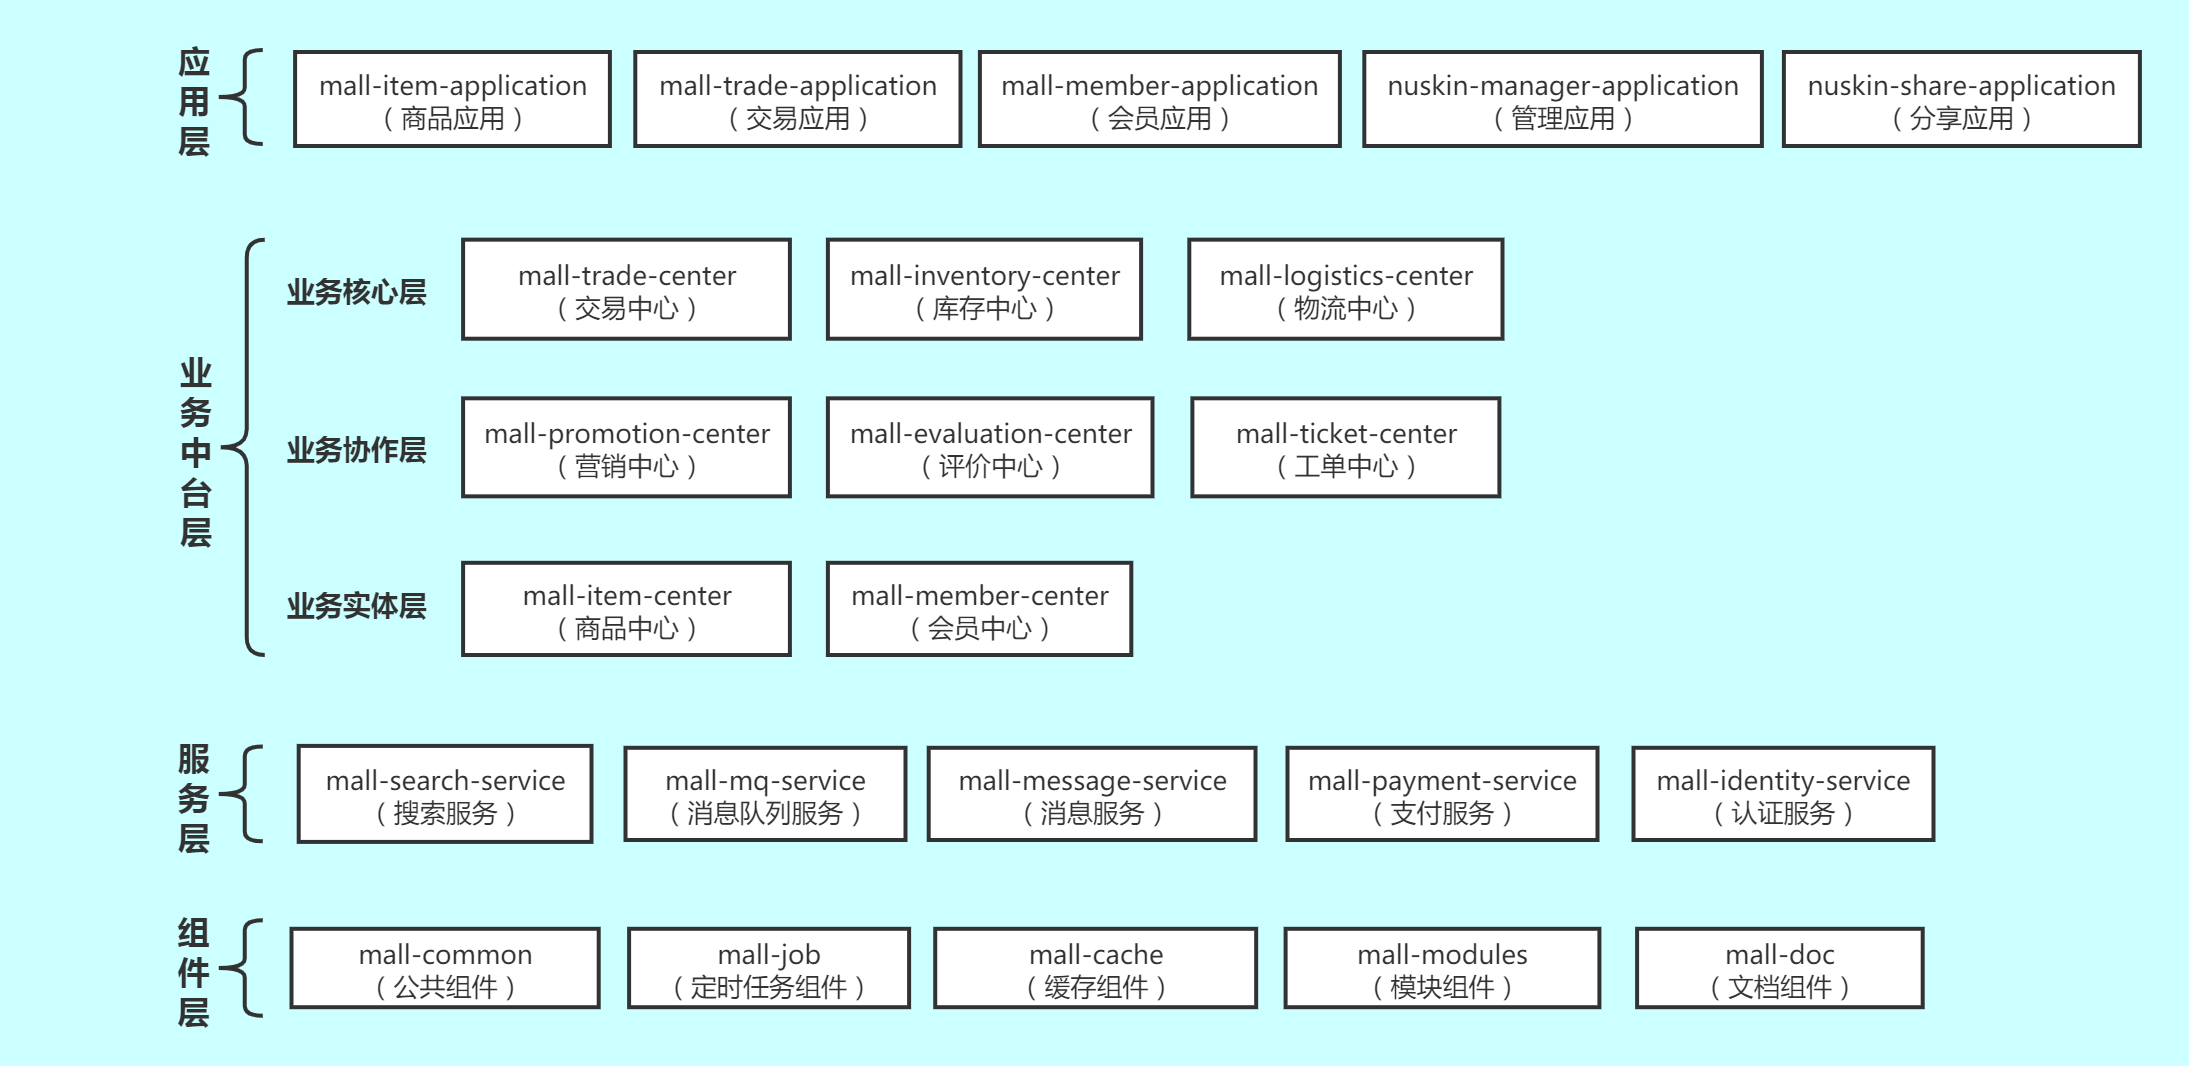 应用层
mall-item-application
（商品应用）
mall-trade-application
（交易应用）
mall-member-application
（会员应用）
nuskin-manager-application
（管理应用）
nuskin-share-application
（分享应用）
业务中台层
业务核心层
mall-trade-center
（交易中心）
mall-inventory-center
（库存中心）
mall-logistics-center
（物流中心）
业务协作层
mall-promotion-center
（营销中心）
mall-evaluation-center
（评价中心）
mall-ticket-center
（工单中心）
业务实体层
mall-item-center
（商品中心）
mall-member-center
（会员中心）
服务层
mall-search-service
（搜索服务）
mall-mq-service
（消息队列服务）
mall-message-service
（消息服务）
mall-payment-service
（支付服务）
mall-identity-service
（认证服务）
组件层
mall-common
（公共组件）
mall-job
（定时任务组件）
mall-cache
（缓存组件）
mall-modules
（模块组件）
mall-doc
（文档组件）